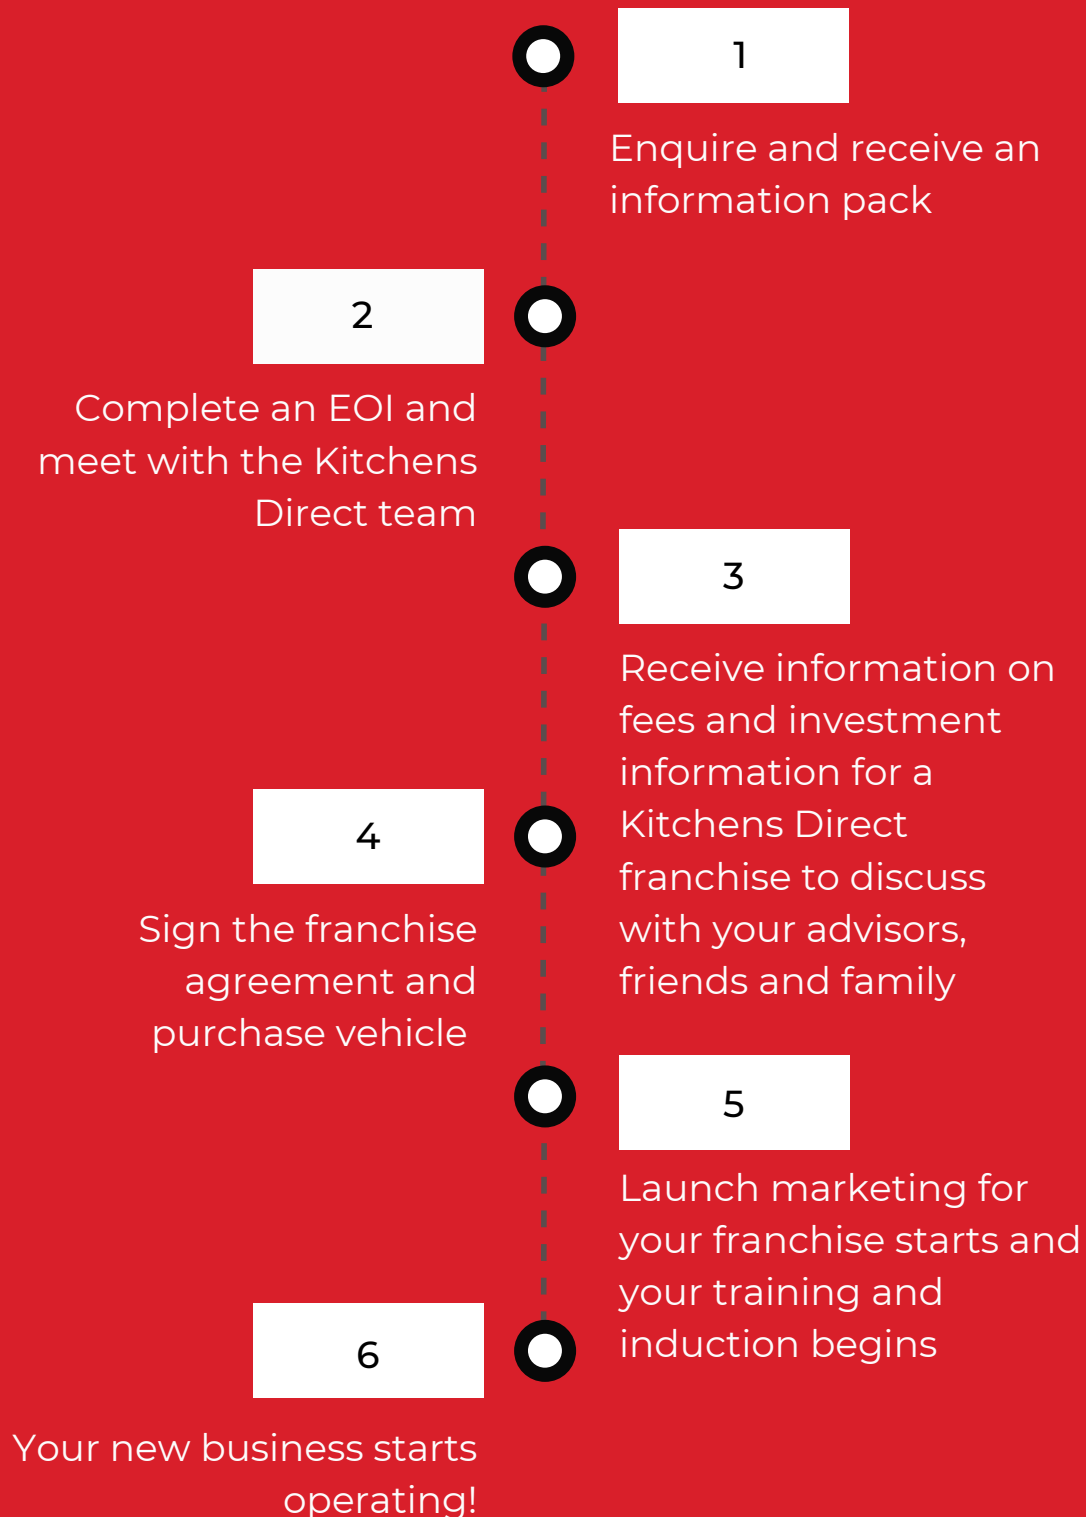 1
Enquire and receive an
information pack
2
Complete an EOI and
meet with the Kitchens
Direct team
3
Receive information on
fees and investment
information for a
Kitchens Direct
franchise to discuss
with your advisors,
friends and family
4
Sign the franchise
agreement and
purchase vehicle
5
Launch marketing for
your franchise starts and
your training and
induction begins
6
Your new business starts
operating!